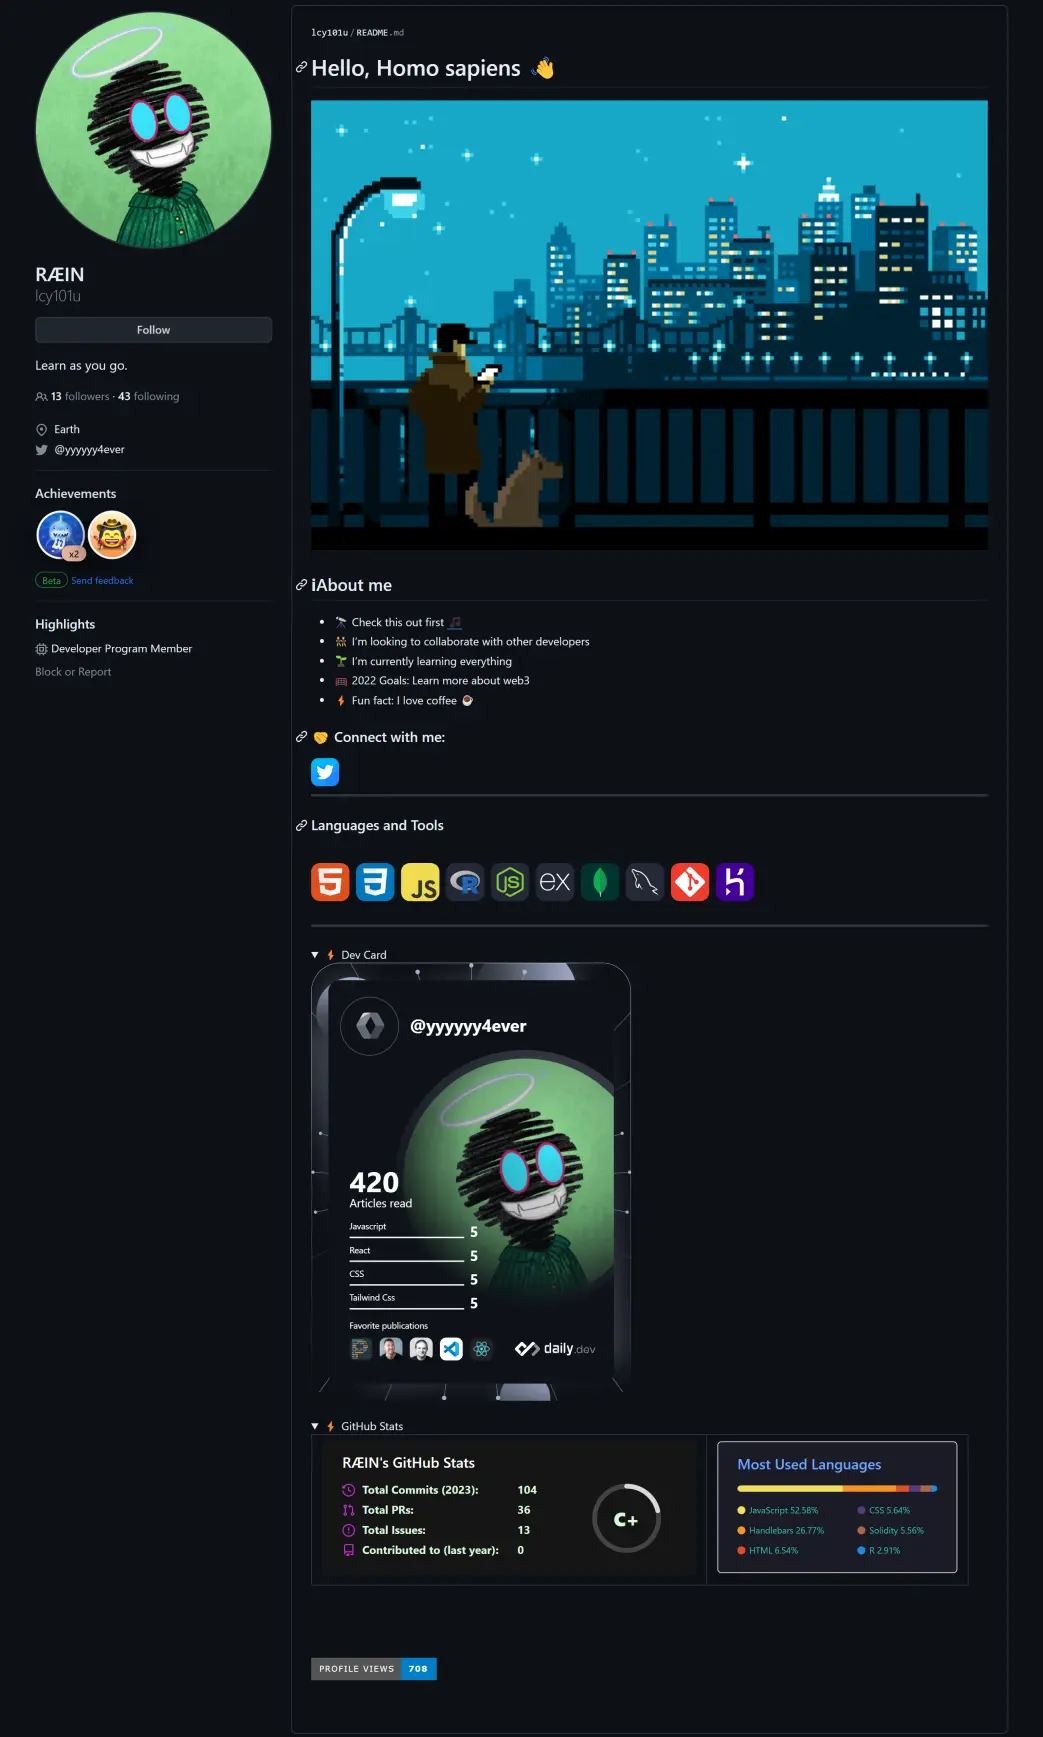 RÆIN
lcy101u
Follow
Learn as you go.
13 followers · 43 following
Earth
@yyyyyy4ever
Achievements
x2
Beta Send feedback
Highlights
Developer Program Member
Block or Report
lcy101u/README.md
Hello, Homo sapiens 👋
ℹAbout me
🔭 Check this out first 🎵
👯 I'm looking to collaborate with other developers
🌱 I'm currently learning everything
🥅 2022 Goals: Learn more about web3
⚡ Fun fact: I love coffee ☕
🤝 Connect with me:
Languages and Tools
5 3 JS R JS ex
⚡ Dev Card
@yyyyyy4ever
420
Articles read
Javascript 5
React 5
CSS 5
Tailwind Css 5
Favorite publications
daily.dev
⚡ GitHub Stats
RÆIN's GitHub Stats
Total Commits (2023): 104
Total PRs: 36
Total Issues: 13
Contributed to (last year): 0
C+
Most Used Languages
JavaScript 52.58%
Handlebars 26.77%
HTML 6.54%
CSS 5.64%
Solidity 5.56%
R 2.91%
PROFILE VIEWS 708